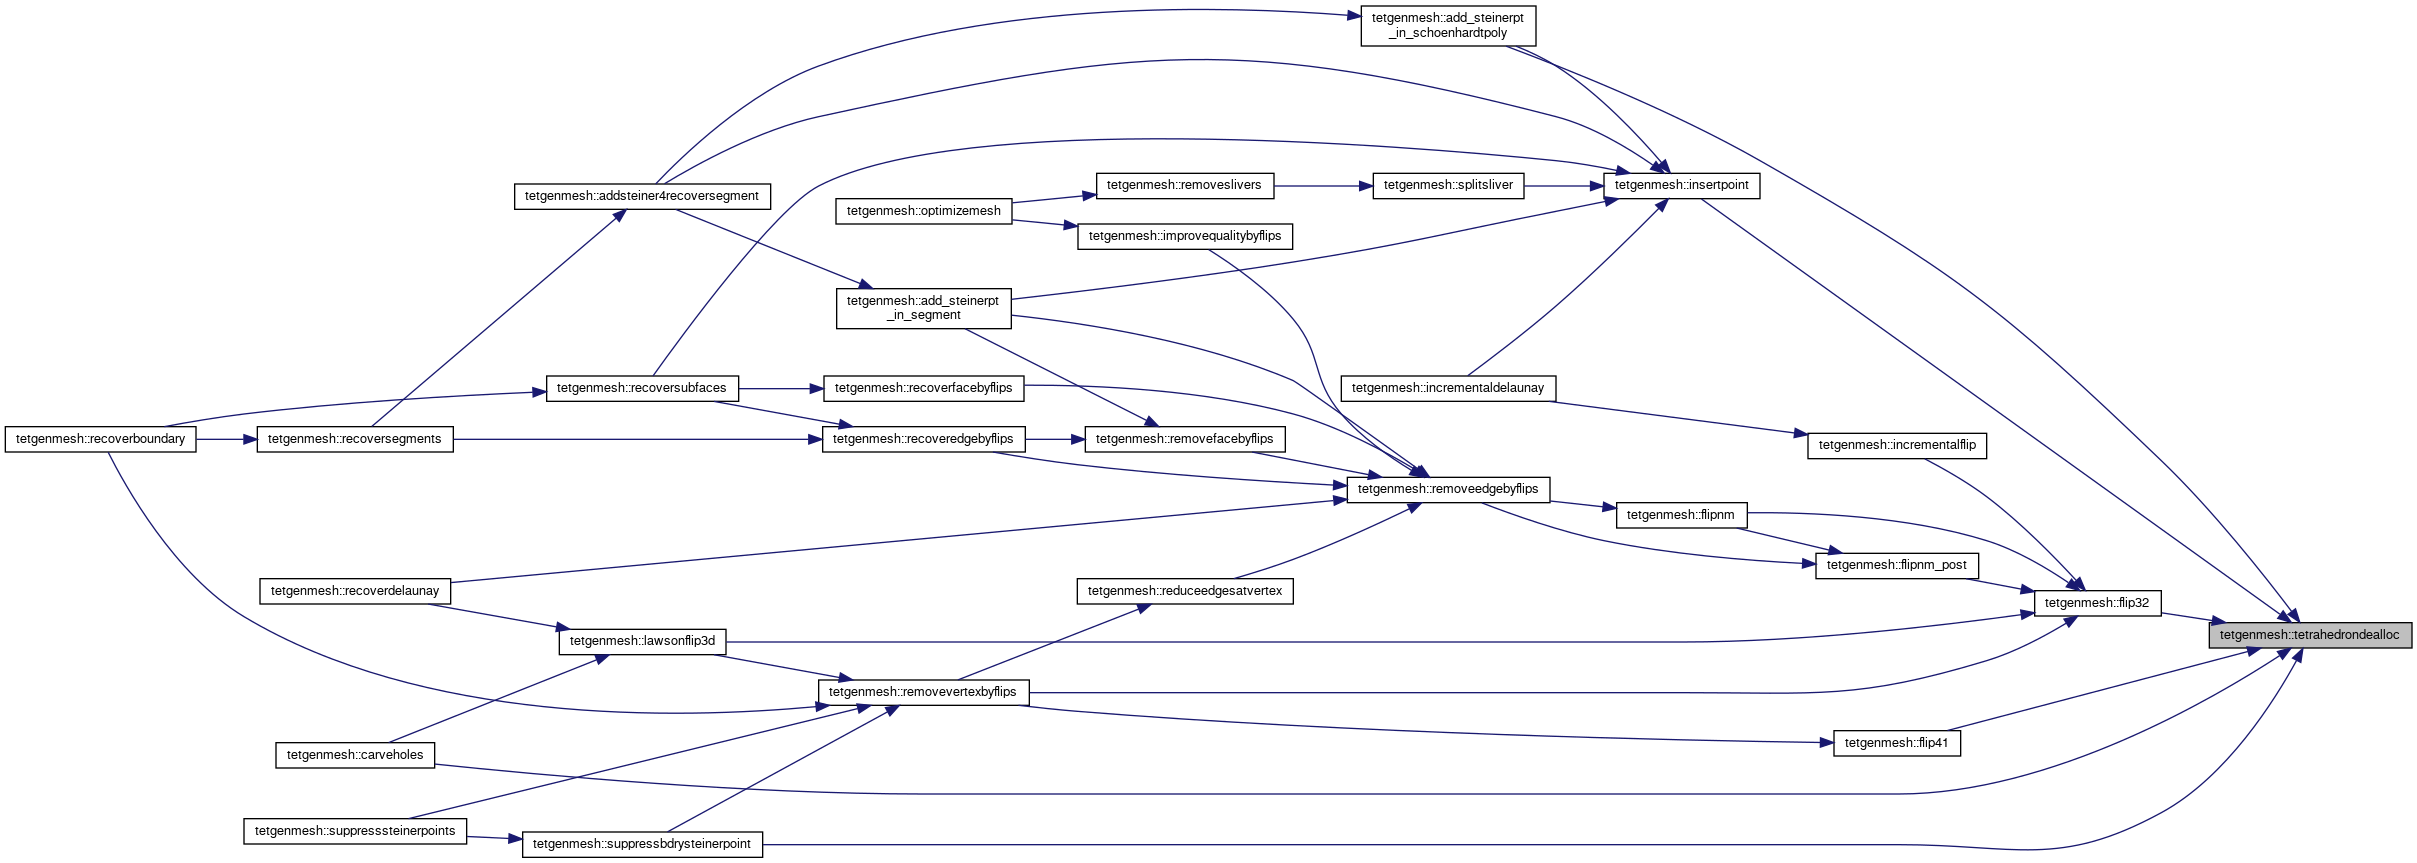 tetgenmesh::add_steinerpt
_in_schoenhardtpoly
tetgenmesh::removeslivers
tetgenmesh::splitsliver
tetgenmesh::insertpoint
tetgenmesh::addsteiner4recoversegment
tetgenmesh::optimizemesh
tetgenmesh::improvequalitybyflips
tetgenmesh::add_steinerpt
_in_segment
tetgenmesh::recoversubfaces
tetgenmesh::recoverfacebyflips
tetgenmesh::incrementaldelaunay
tetgenmesh::recoverboundary
tetgenmesh::recoversegments
tetgenmesh::recoveredgebyflips
tetgenmesh::removefacebyflips
tetgenmesh::incrementalflip
tetgenmesh::removeedgebyflips
tetgenmesh::flipnm
tetgenmesh::flipnm_post
tetgenmesh::recoverdelaunay
tetgenmesh::reduceedgesatvertex
tetgenmesh::flip32
tetgenmesh::tetrahedrondealloc
tetgenmesh::lawsonflip3d
tetgenmesh::removevertexbyflips
tetgenmesh::flip41
tetgenmesh::carveholes
tetgenmesh::suppresssteinerpoints
tetgenmesh::suppressbdrysteinerpoint